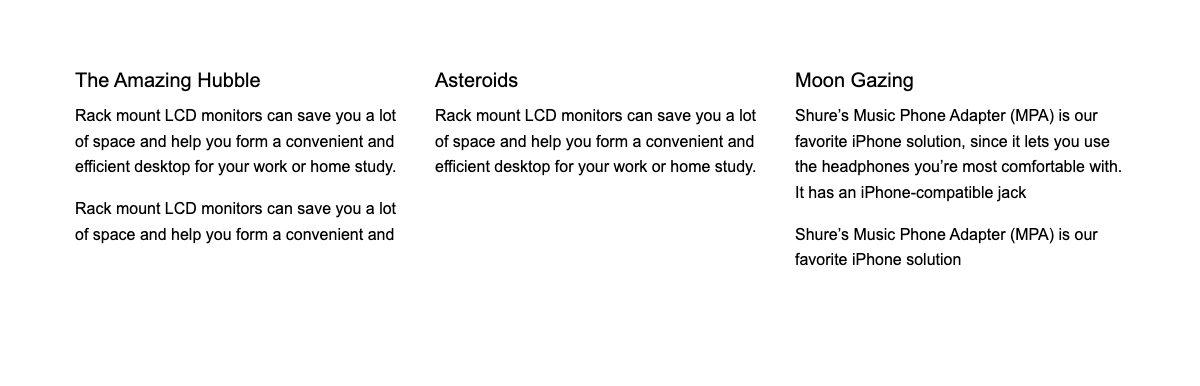 The Amazing Hubble
Rack mount LCD monitors can save you a lot
of space and help you form a convenient and
efficient desktop for your work or home study.
Rack mount LCD monitors can save you a lot
of space and help you form a convenient and
Asteroids
Rack mount LCD monitors can save you a lot
of space and help you form a convenient and
efficient desktop for your work or home study.
Moon Gazing
Shure’s Music Phone Adapter (MPA) is our
favorite iPhone solution, since it lets you use
the headphones you’re most comfortable with.
It has an iPhone-compatible jack
Shure’s Music Phone Adapter (MPA) is our
favorite iPhone solution